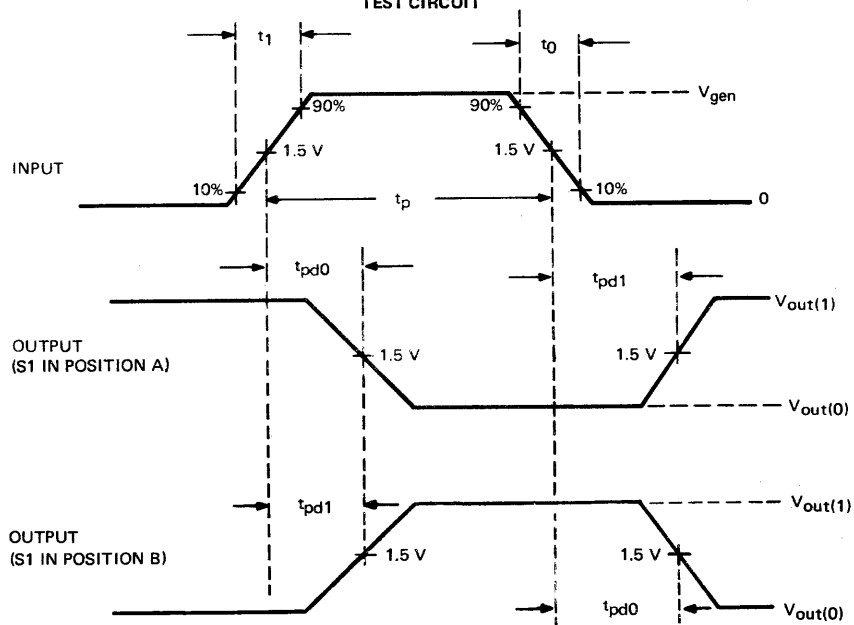 TEST CIRCUIT
t1
t0
90%
90%
Vgen
INPUT
1.5 V
1.5 V
10%
tp
10%
0
tpd0
tpd1
Vout(1)
OUTPUT
(S1 IN POSITION A)
1.5 V
1.5 V
Vout(0)
tpd1
Vout(1)
OUTPUT
(S1 IN POSITION B)
1.5 V
1.5 V
tpd0
Vout(0)